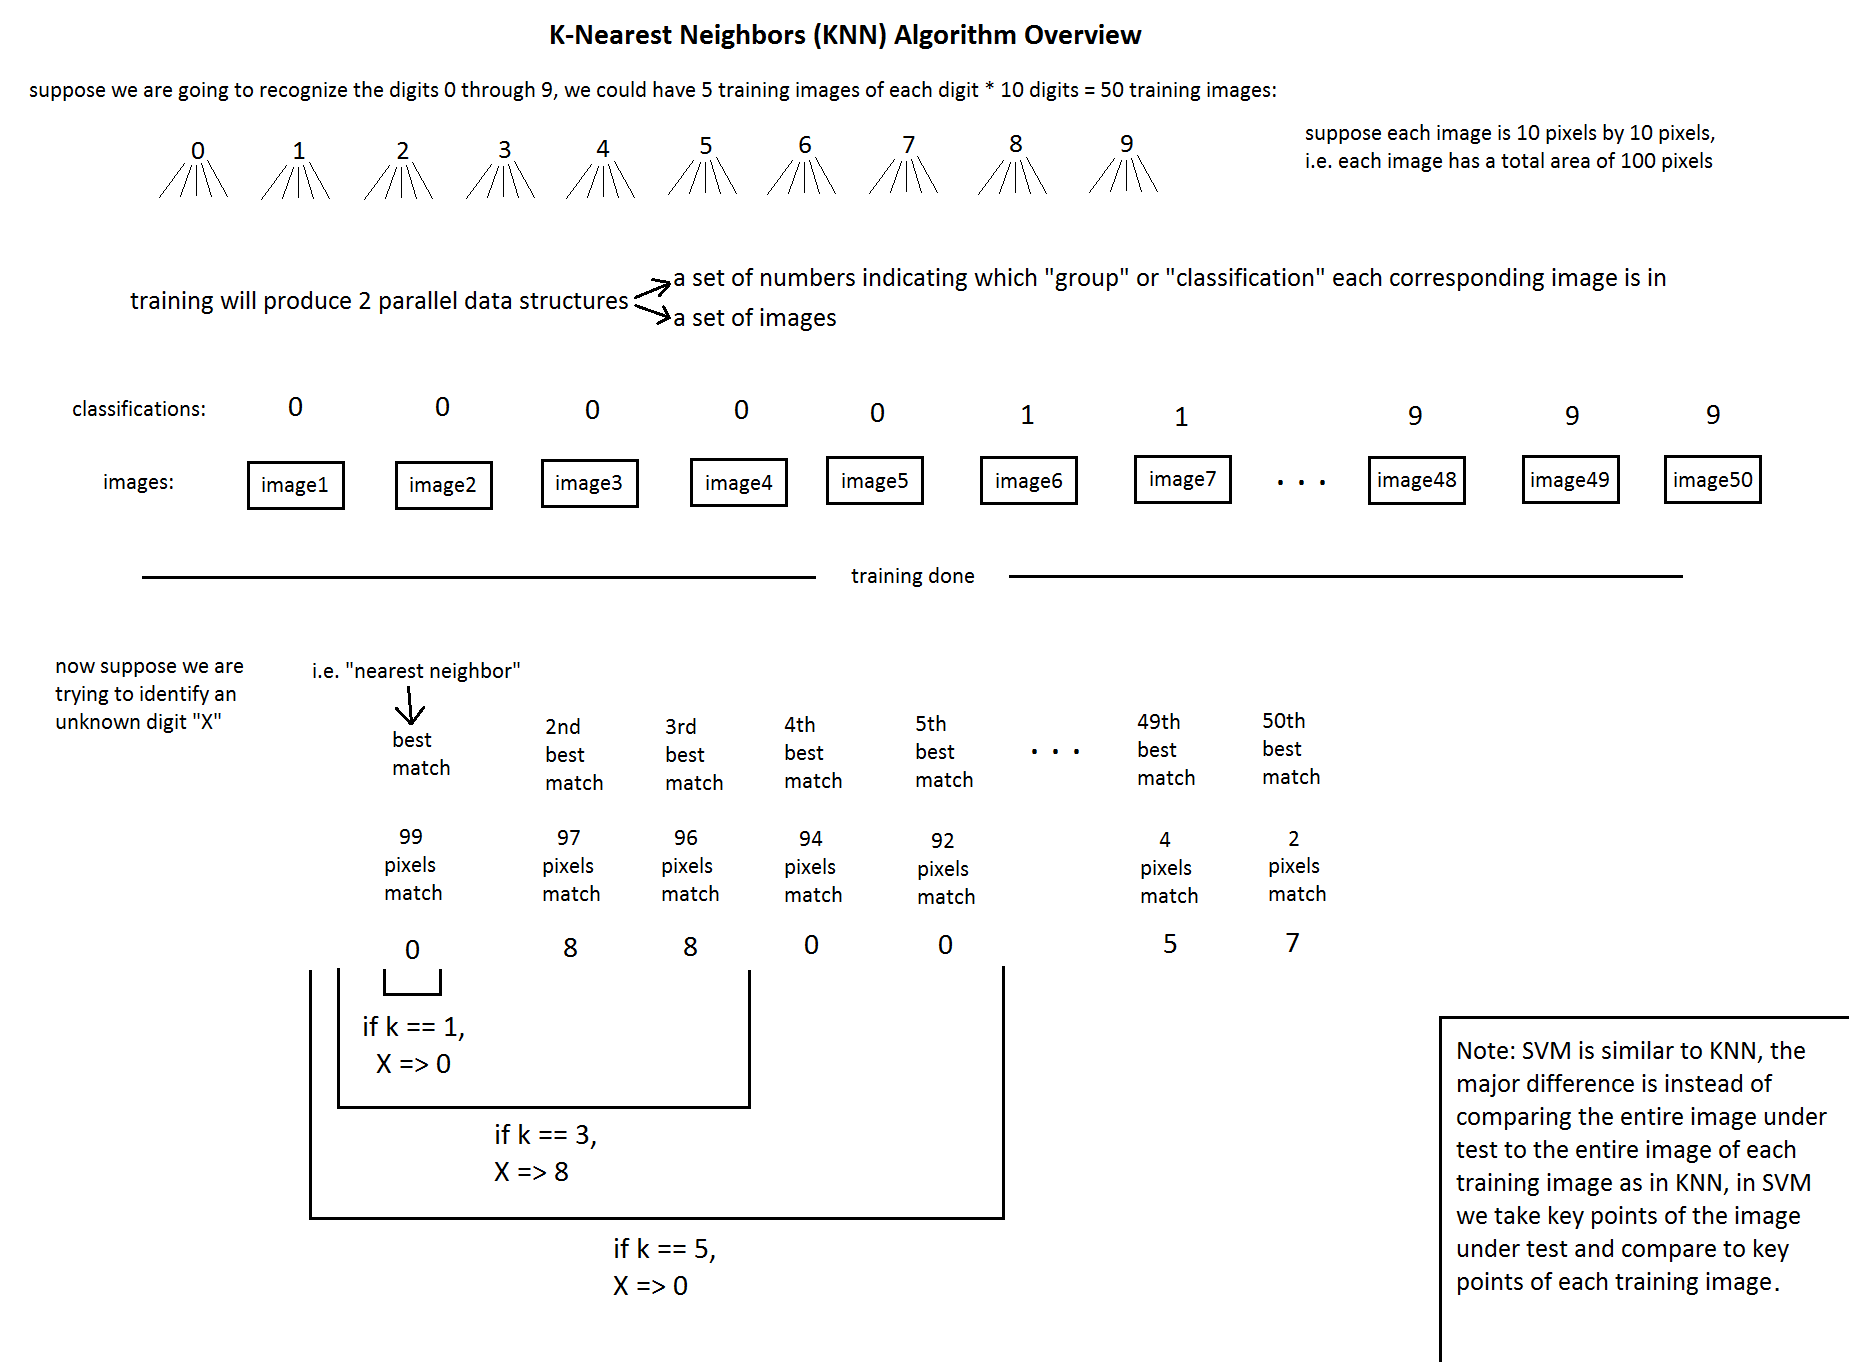 K-Nearest Neighbors (KNN) Algorithm Overview
suppose we are going to recognize the digits 0 through 9, we could have 5 training images of each digit * 10 digits = 50 training images:
0 1 2 3 4 5 6 7 8 9
suppose each image is 10 pixels by 10 pixels,
i.e. each image has a total area of 100 pixels
training will produce 2 parallel data structures
a set of numbers indicating which "group" or "classification" each corresponding image is in
a set of images
classifications: 0 0 0 0 0 1 1 9 9 9
images: image1 image2 image3 image4 image5 image6 image7 . . . image48 image49 image50
training done
now suppose we are
trying to identify an
unknown digit "X"
i.e. "nearest neighbor"
best
match
2nd
best
match
3rd
best
match
4th
best
match
5th
best
match
. . .
49th
best
match
50th
best
match
99
pixels
match
97
pixels
match
96
pixels
match
94
pixels
match
92
pixels
match
4
pixels
match
2
pixels
match
0 8 8 0 0 5 7
if k == 1,
X => 0
if k == 3,
X => 8
if k == 5,
X => 0
Note: SVM is similar to KNN, the
major difference is instead of
comparing the entire image under
test to the entire image of each
training image as in KNN, in SVM
we take key points of the image
under test and compare to key
points of each training image.